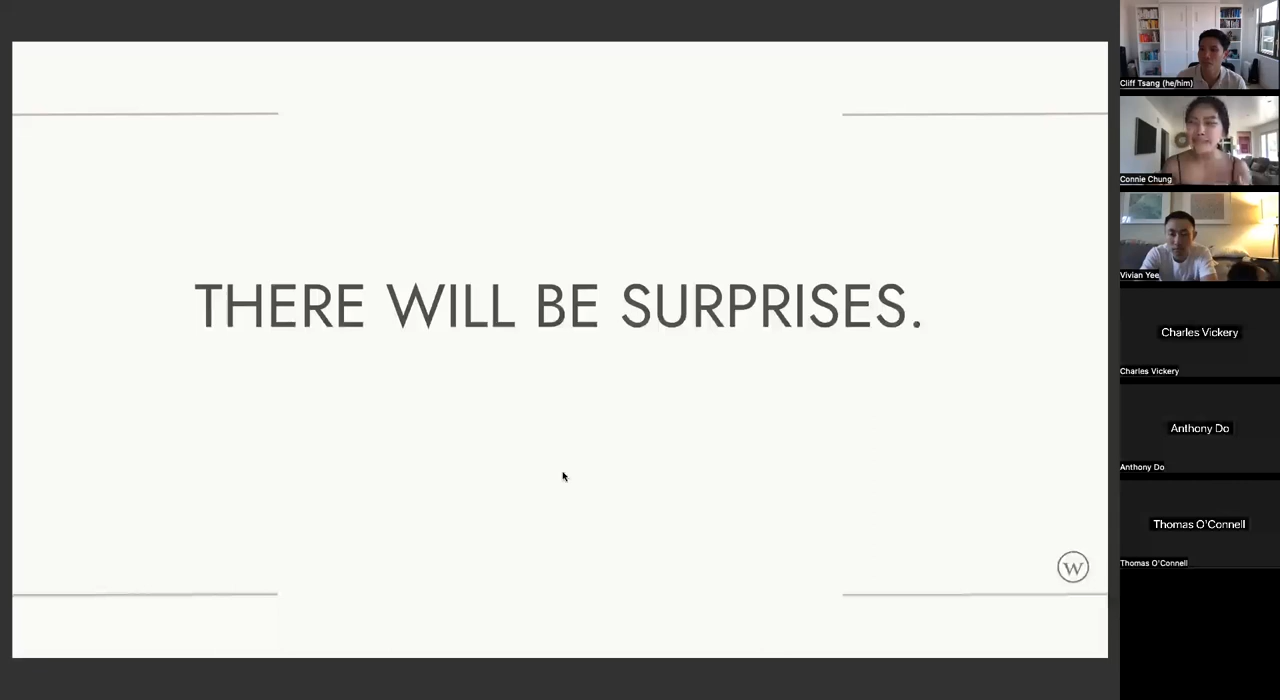 THERE WILL BE SURPRISES.
W
Cliff Tsang (he/him)
Connie Chung
Vivian Yee
Charles Vickery
Charles Vickery
Anthony Do
Anthony Do
Thomas O'Connell
Thomas O'Connell